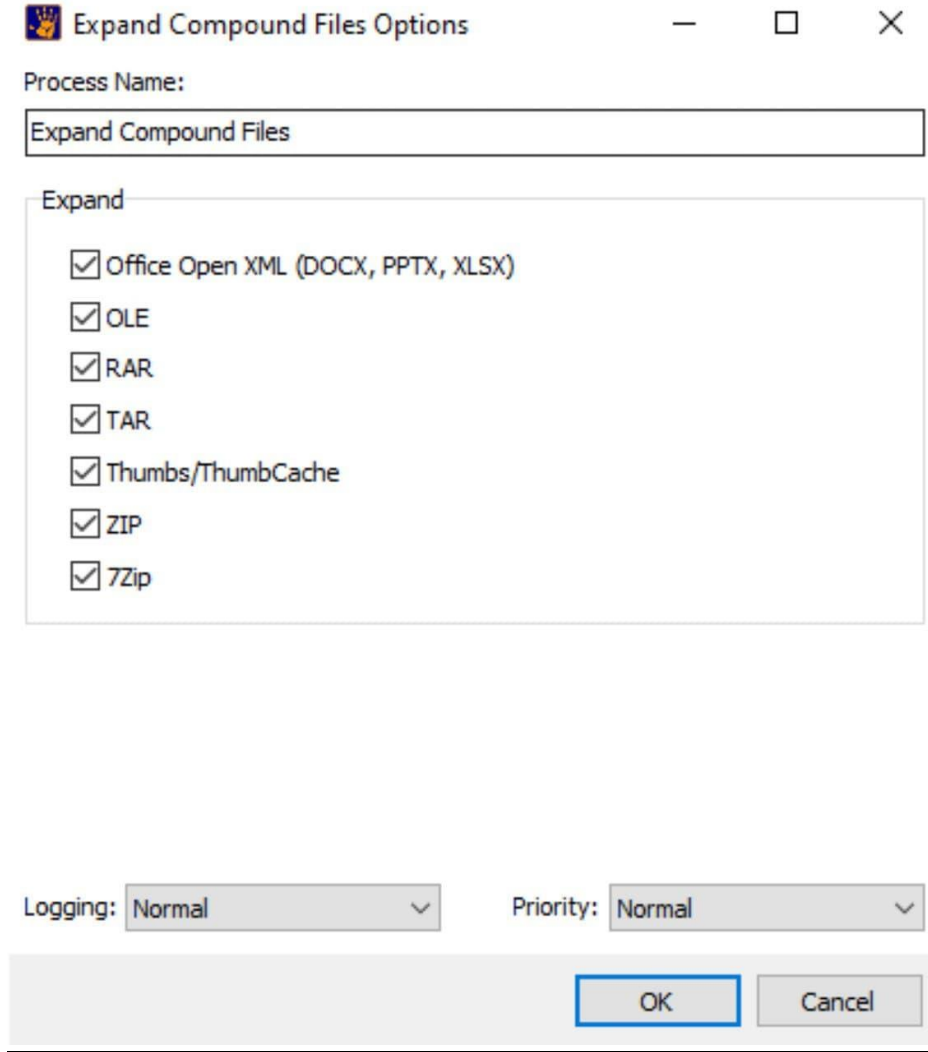 Expand Compound Files Options
Process Name:
Expand Compound Files
Expand
Office Open XML (DOCX, PPTX, XLSX)
OLE
RAR
TAR
Thumbs/ThumbCache
ZIP
7Zip
Logging: Normal Priority: Normal
OK Cancel